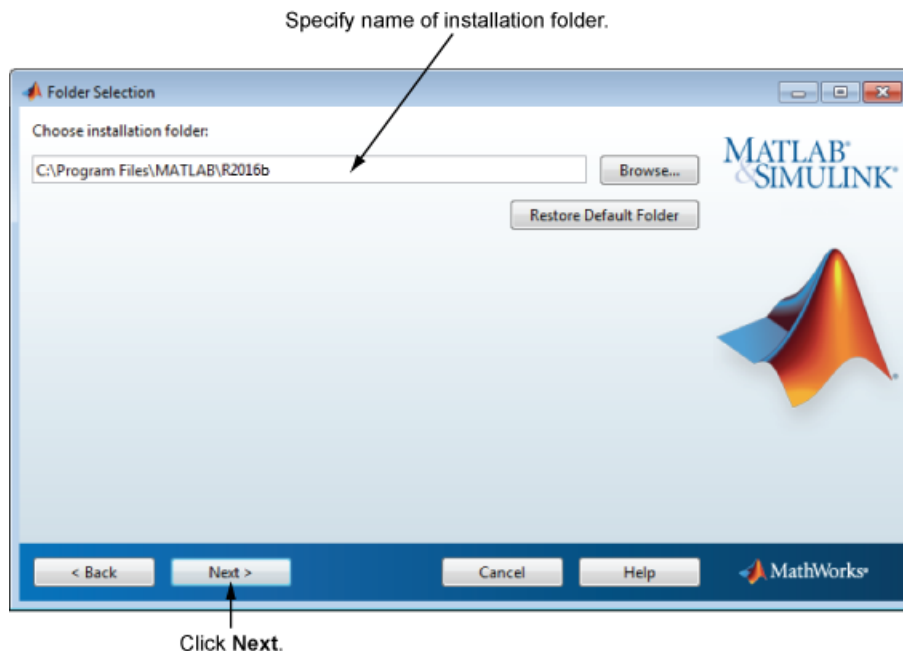 Specify name of installation folder.
Folder Selection
Choose installation folder:
C:\Program Files\MATLAB\R2016b
Browse...
Restore Default Folder
MATLAB®
&SIMULINK®
®
< Back
Next >
Cancel
Help
MathWorks®
Click Next.